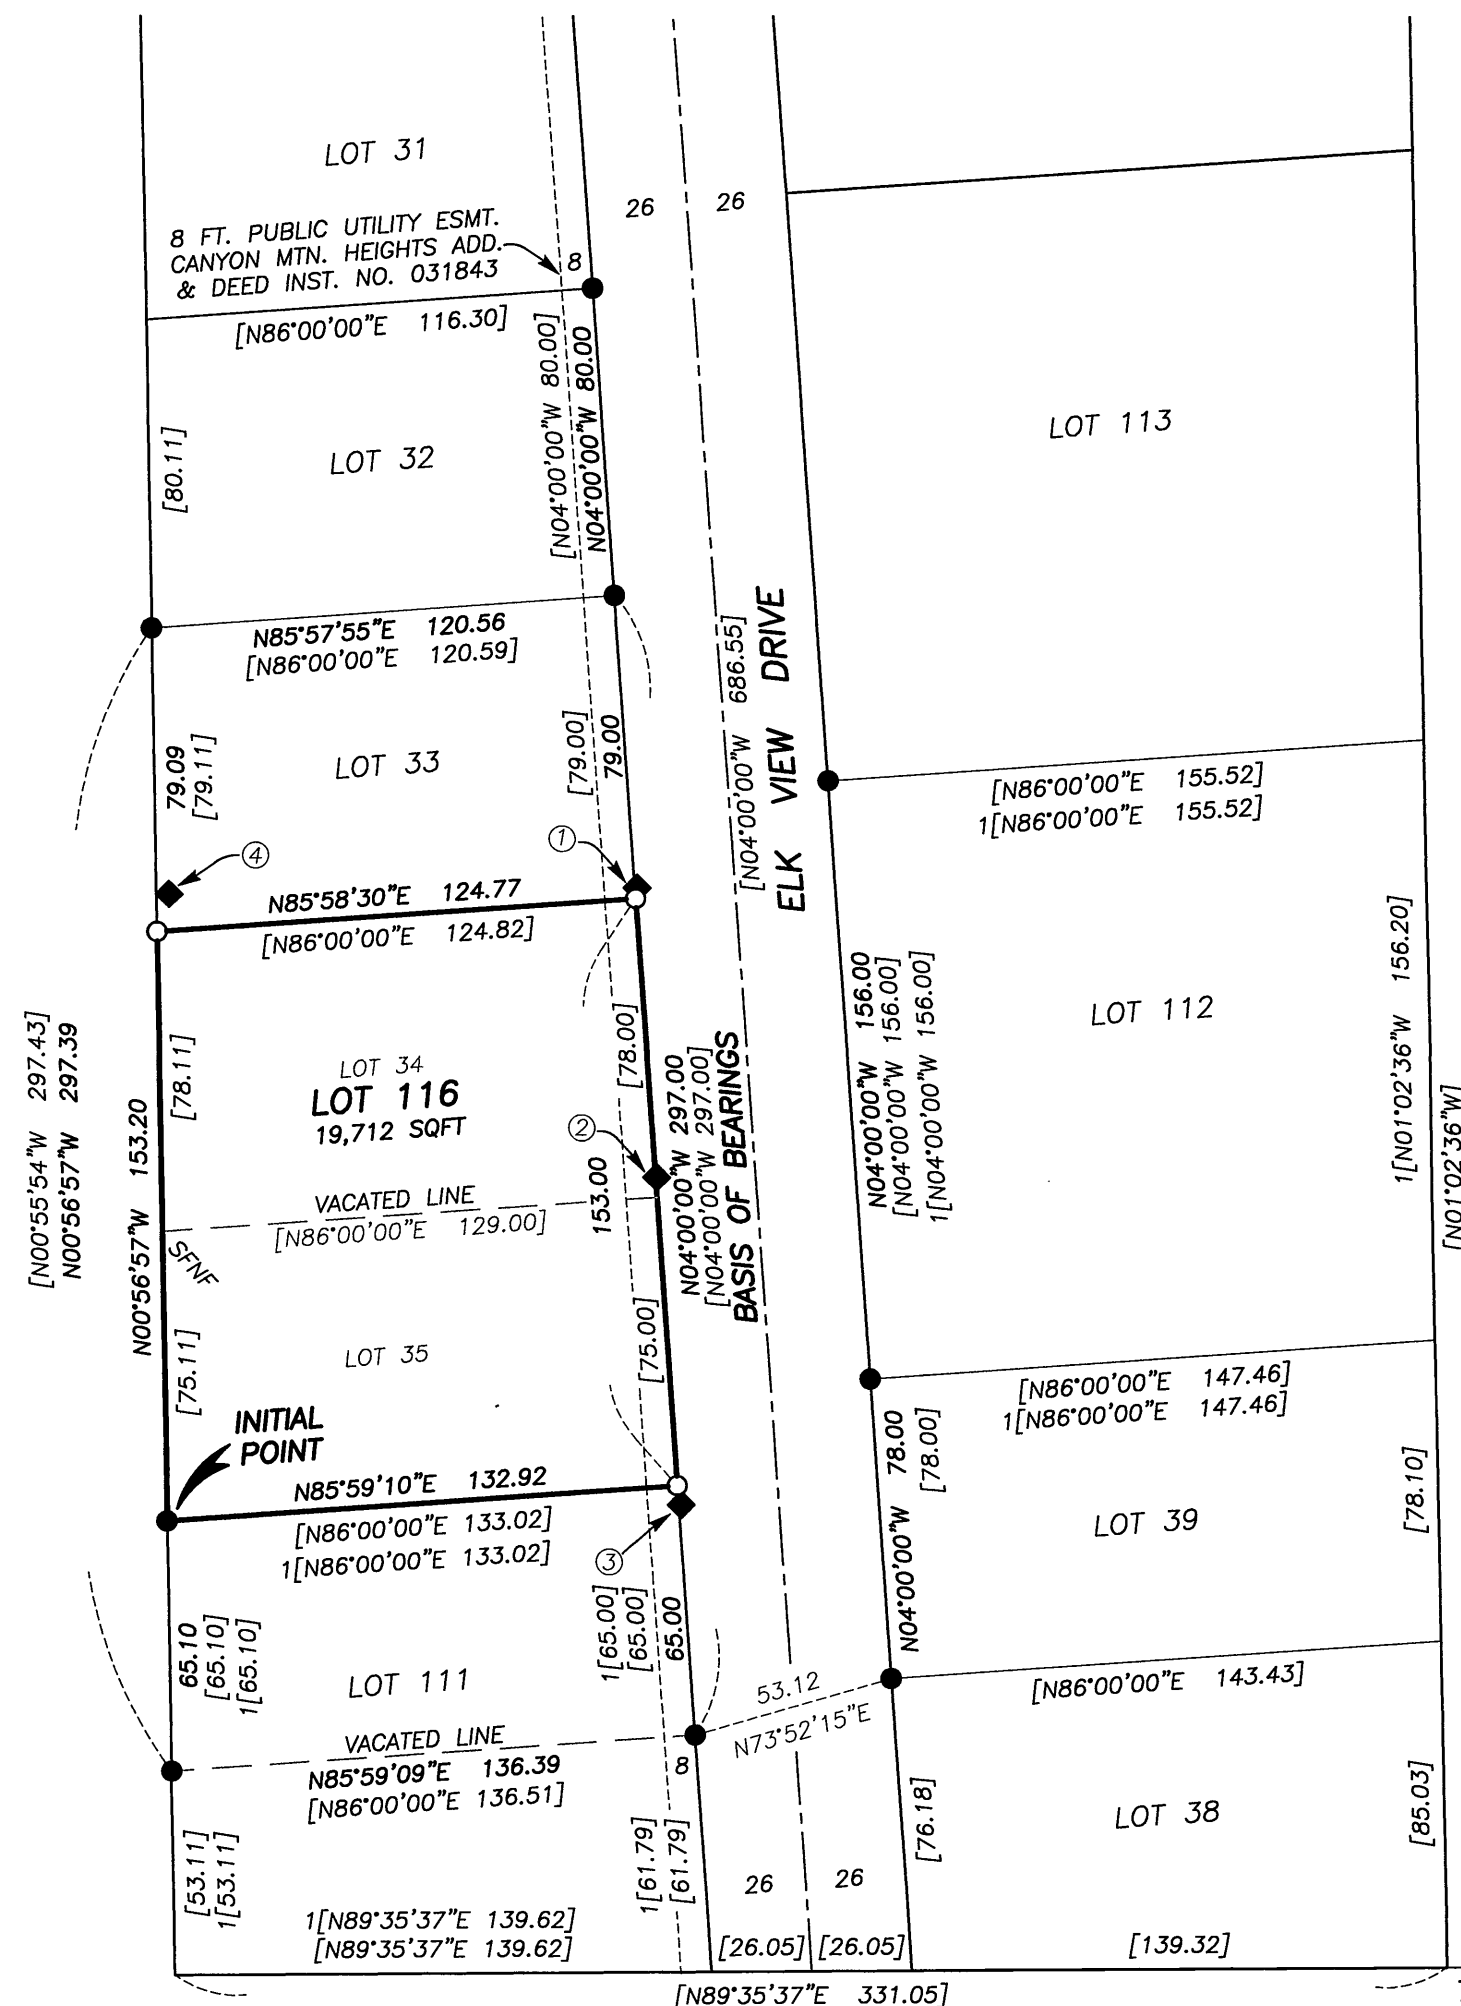 LOT 31
8 FT. PUBLIC UTILITY ESMT.
CANYON MTN. HEIGHTS ADD.
& DEED INST. NO. 031843
8
26
26
[N86°00'00"E 116.30]
[N04°00'00"W 80.00]
N04°00'00"W 80.00
[80.11]
LOT 32
LOT 113
N85°57'55"E 120.56
[N86°00'00"E 120.59]
[N04°00'00"W 686.55]
ELK VIEW DRIVE
79.09
[79.11]
LOT 33
[79.00]
79.00
[N86°00'00"E 155.52]
1[N86°00'00"E 155.52]
4
1
N85°58'30"E 124.77
[N86°00'00"E 124.82]
[N00°55'54"W 297.43]
N00°56'57"W 297.39
N00°56'57"W 153.20
[78.11]
LOT 34
LOT 116
19,712 SQFT
[78.00]
2
153.00
N04°00'00"W 297.00
[N04°00'00"W 297.00]
BASIS OF BEARINGS
N04°00'00"W 156.00
[N04°00'00"W 156.00]
1[N04°00'00"W 156.00]
LOT 112
1[N01°02'36"W 156.20]
[N01°02'36"W]
VACATED LINE
[N86°00'00"E 129.00]
SFNF
[75.11]
LOT 35
[75.00]
INITIAL
POINT
[N86°00'00"E 147.46]
1[N86°00'00"E 147.46]
N85°59'10"E 132.92
[N86°00'00"E 133.02]
1[N86°00'00"E 133.02]
3
N04°00'00"W 78.00
[78.00]
LOT 39
[78.10]
65.10
[65.10]
1[65.10]
LOT 111
1[65.00]
[65.00]
65.00
53.12
N73°52'15"E
[N86°00'00"E 143.43]
VACATED LINE
N85°59'09"E 136.39
[N86°00'00"E 136.51]
8
[76.18]
LOT 38
[85.03]
[53.11]
1[53.11]
1[61.79]
[61.79]
26
26
1[N89°35'37"E 139.62]
[N89°35'37"E 139.62]
[26.05]
[26.05]
[139.32]
[N89°35'37"E 331.05]